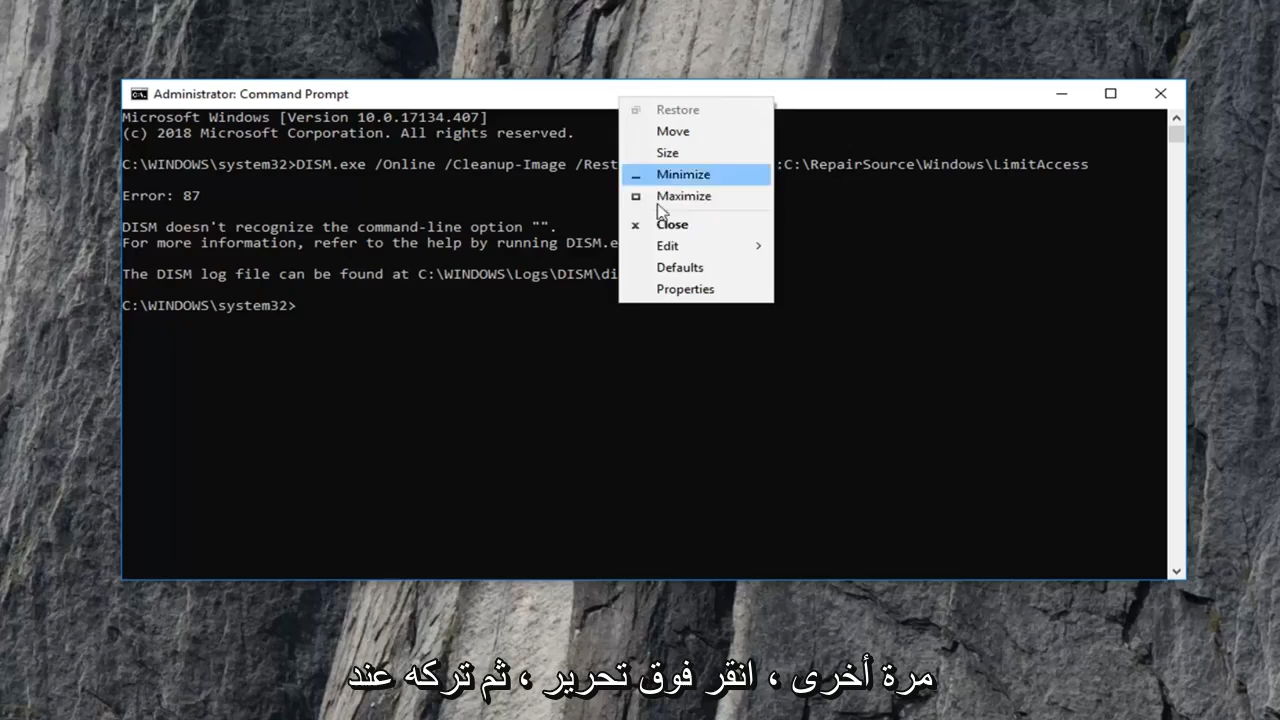 Administrator: Command Prompt
Microsoft Windows [Version 10.0.17134.407]
(c) 2018 Microsoft Corporation. All rights reserved.
C:\WINDOWS\system32>DISM.exe /Online /Cleanup-Image /Rest :C:\RepairSource\Windows\LimitAccess
Error: 87
DISM doesn't recognize the command-line option "".
For more information, refer to the help by running DISM.e
The DISM log file can be found at C:\WINDOWS\Logs\DISM\di
C:\WINDOWS\system32>
Restore
Move
Size
Minimize
Maximize
Close
Edit
Defaults
Properties
مرة أخرى ، انقر فوق تحرير ، ثم تركه عند